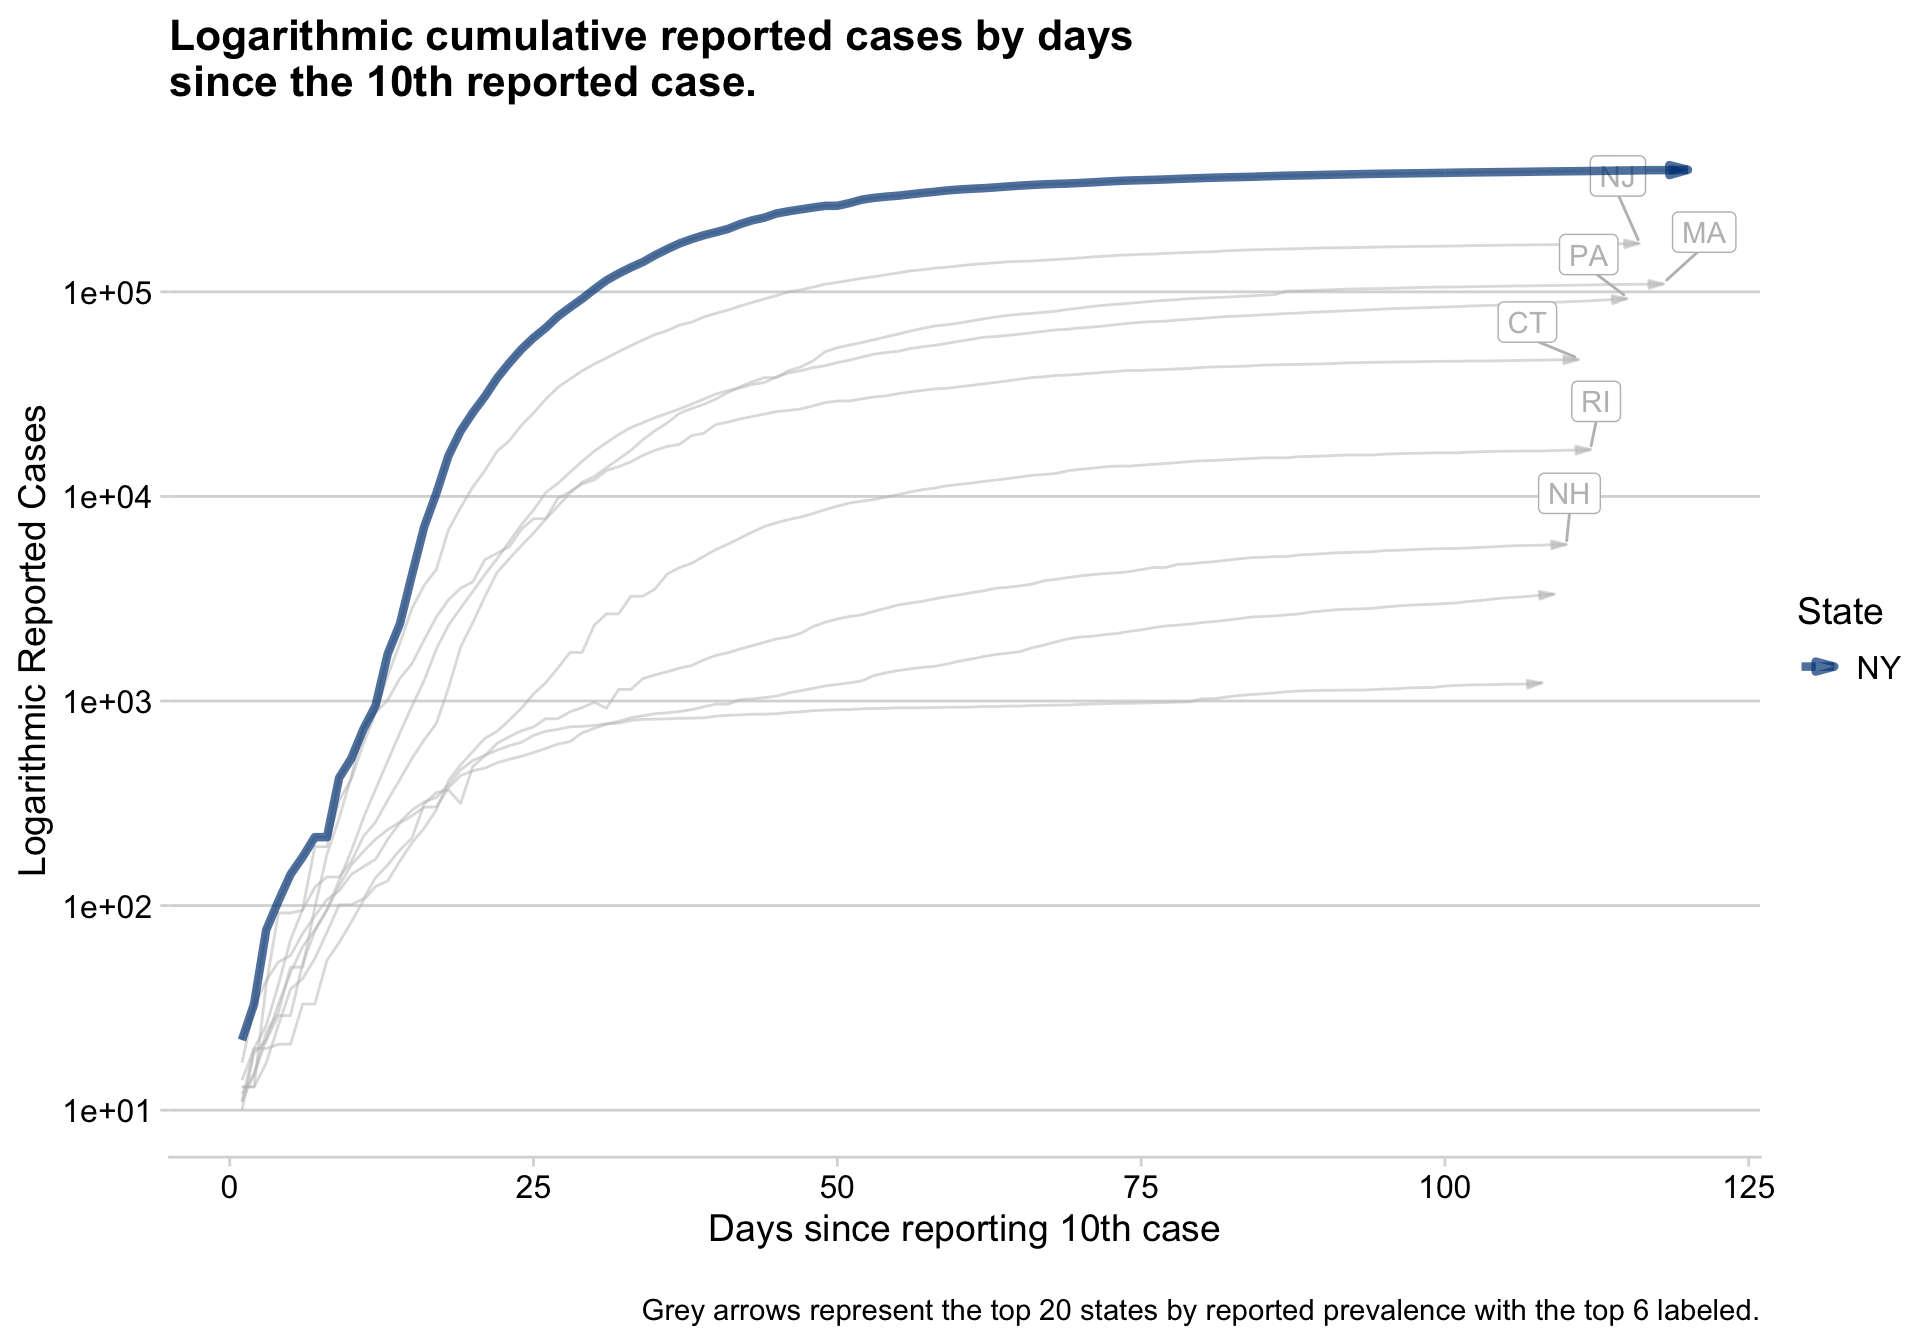 Logarithmic cumulative reported cases by days
since the 10th reported case.
NJ
MA
PA
1e+05
CT
RI
Logarithmic Reported Cases
1e+04
NH
State
NY
1e+03
1e+02
1e+01
0 25 50 75 100 125
Days since reporting 10th case
Grey arrows represent the top 20 states by reported prevalence with the top 6 labeled.